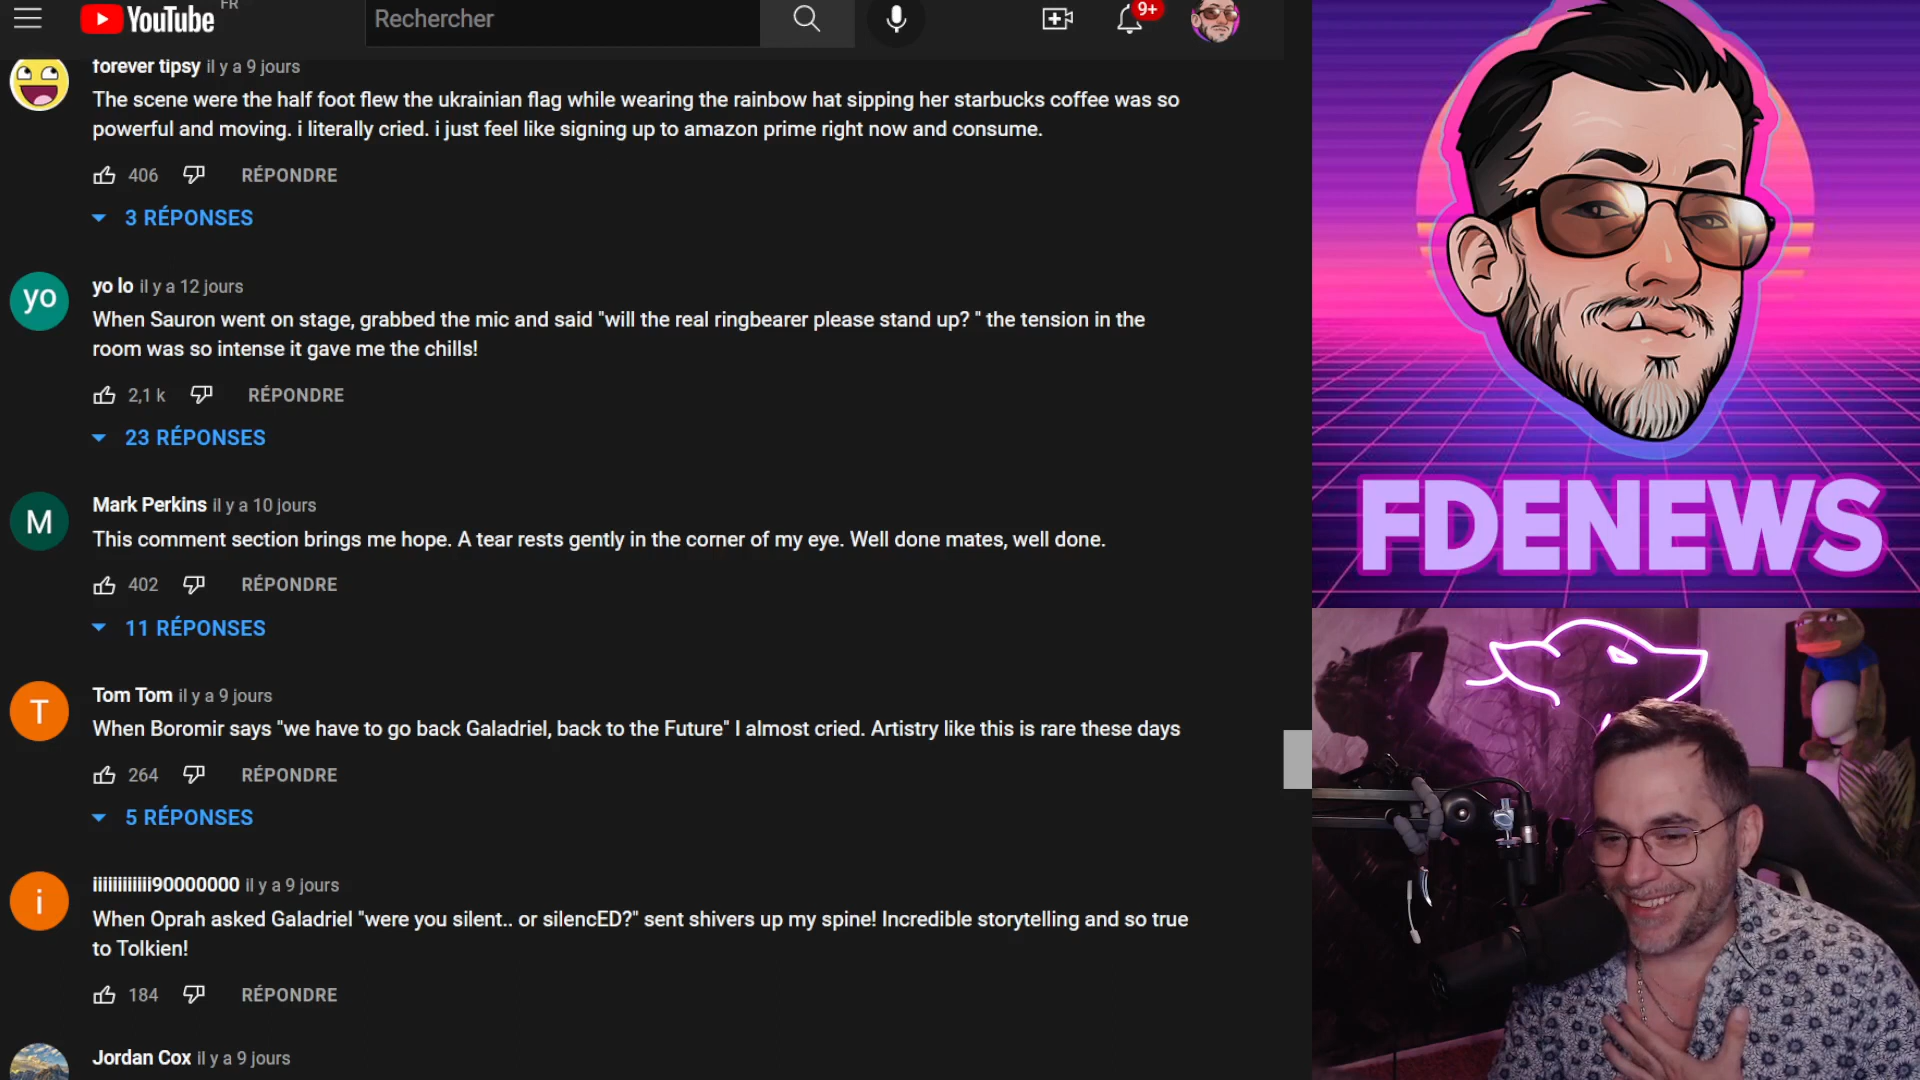 YouTube FR
Rechercher
9+
forever tipsy il y a 9 jours
The scene were the half foot flew the ukrainian flag while wearing the rainbow hat sipping her starbucks coffee was so
powerful and moving. i literally cried. i just feel like signing up to amazon prime right now and consume.
406 RÉPONDRE
3 RÉPONSES
yo
yo lo il y a 12 jours
When Sauron went on stage, grabbed the mic and said "will the real ringbearer please stand up? " the tension in the
room was so intense it gave me the chills!
2,1 k RÉPONDRE
23 RÉPONSES
M
Mark Perkins il y a 10 jours
This comment section brings me hope. A tear rests gently in the corner of my eye. Well done mates, well done.
402 RÉPONDRE
11 RÉPONSES
T
Tom Tom il y a 9 jours
When Boromir says "we have to go back Galadriel, back to the Future" I almost cried. Artistry like this is rare these days
264 RÉPONDRE
5 RÉPONSES
i
iiiiiiiiiiii90000000 il y a 9 jours
When Oprah asked Galadriel "were you silent.. or silencED?" sent shivers up my spine! Incredible storytelling and so true
to Tolkien!
184 RÉPONDRE
Jordan Cox il y a 9 jours
FDENEWS